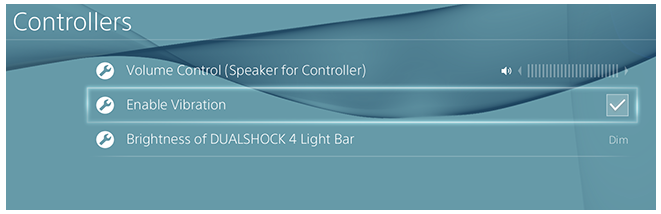 Controllers
Volume Control (Speaker for Controller)
Enable Vibration
Brightness of DUALSHOCK 4 Light Bar Dim